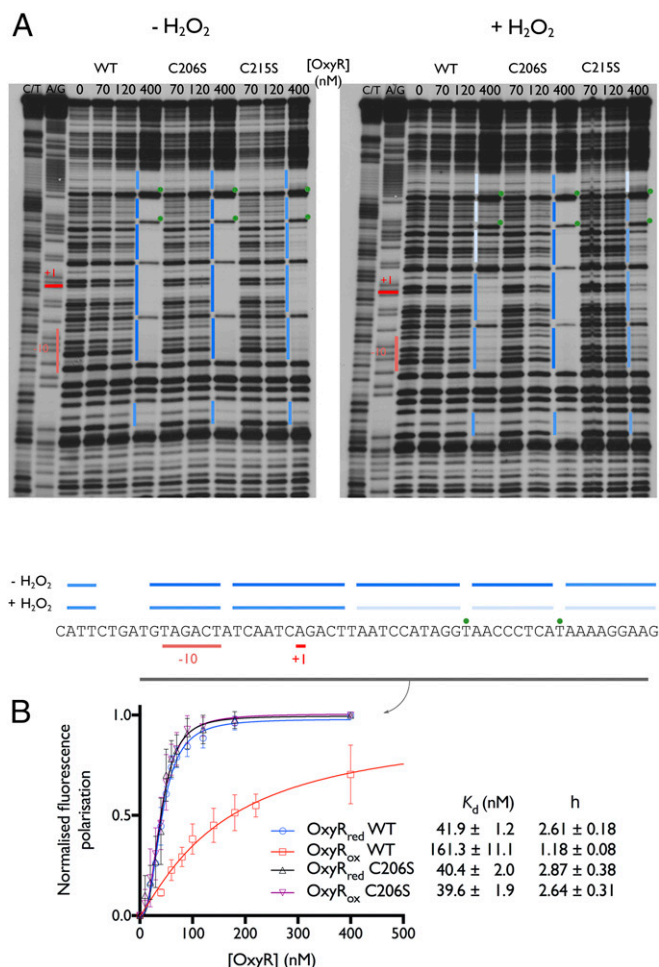 A
- H2O2
+ H2O2
WT C206S C215S
[OxyR] (nM)
WT C206S C215S
C/T A/G 0 70 120 400 70 120 400 70 120 400
C/T A/G 0 70 120 400 70 120 400 70 120 400
+1
+1
- H2O2
+ H2O2
CATTCTGATGTAGACTATCAATCAGACTTAATCCATAGGTAACCCTCATAAAAGGAAG
-10
+1
B
Normalised fluorescence polarisation
1.0
0.5
0.0
0 100 200 300 400 500
[OxyR] (nM)
Kd (nM) h
OxyRred WT 41.9 ± 1.2 2.61 ± 0.18
OxyRox WT 161.3 ± 11.1 1.18 ± 0.08
OxyRred C206S 40.4 ± 2.0 2.87 ± 0.38
OxyRox C206S 39.6 ± 1.9 2.64 ± 0.31